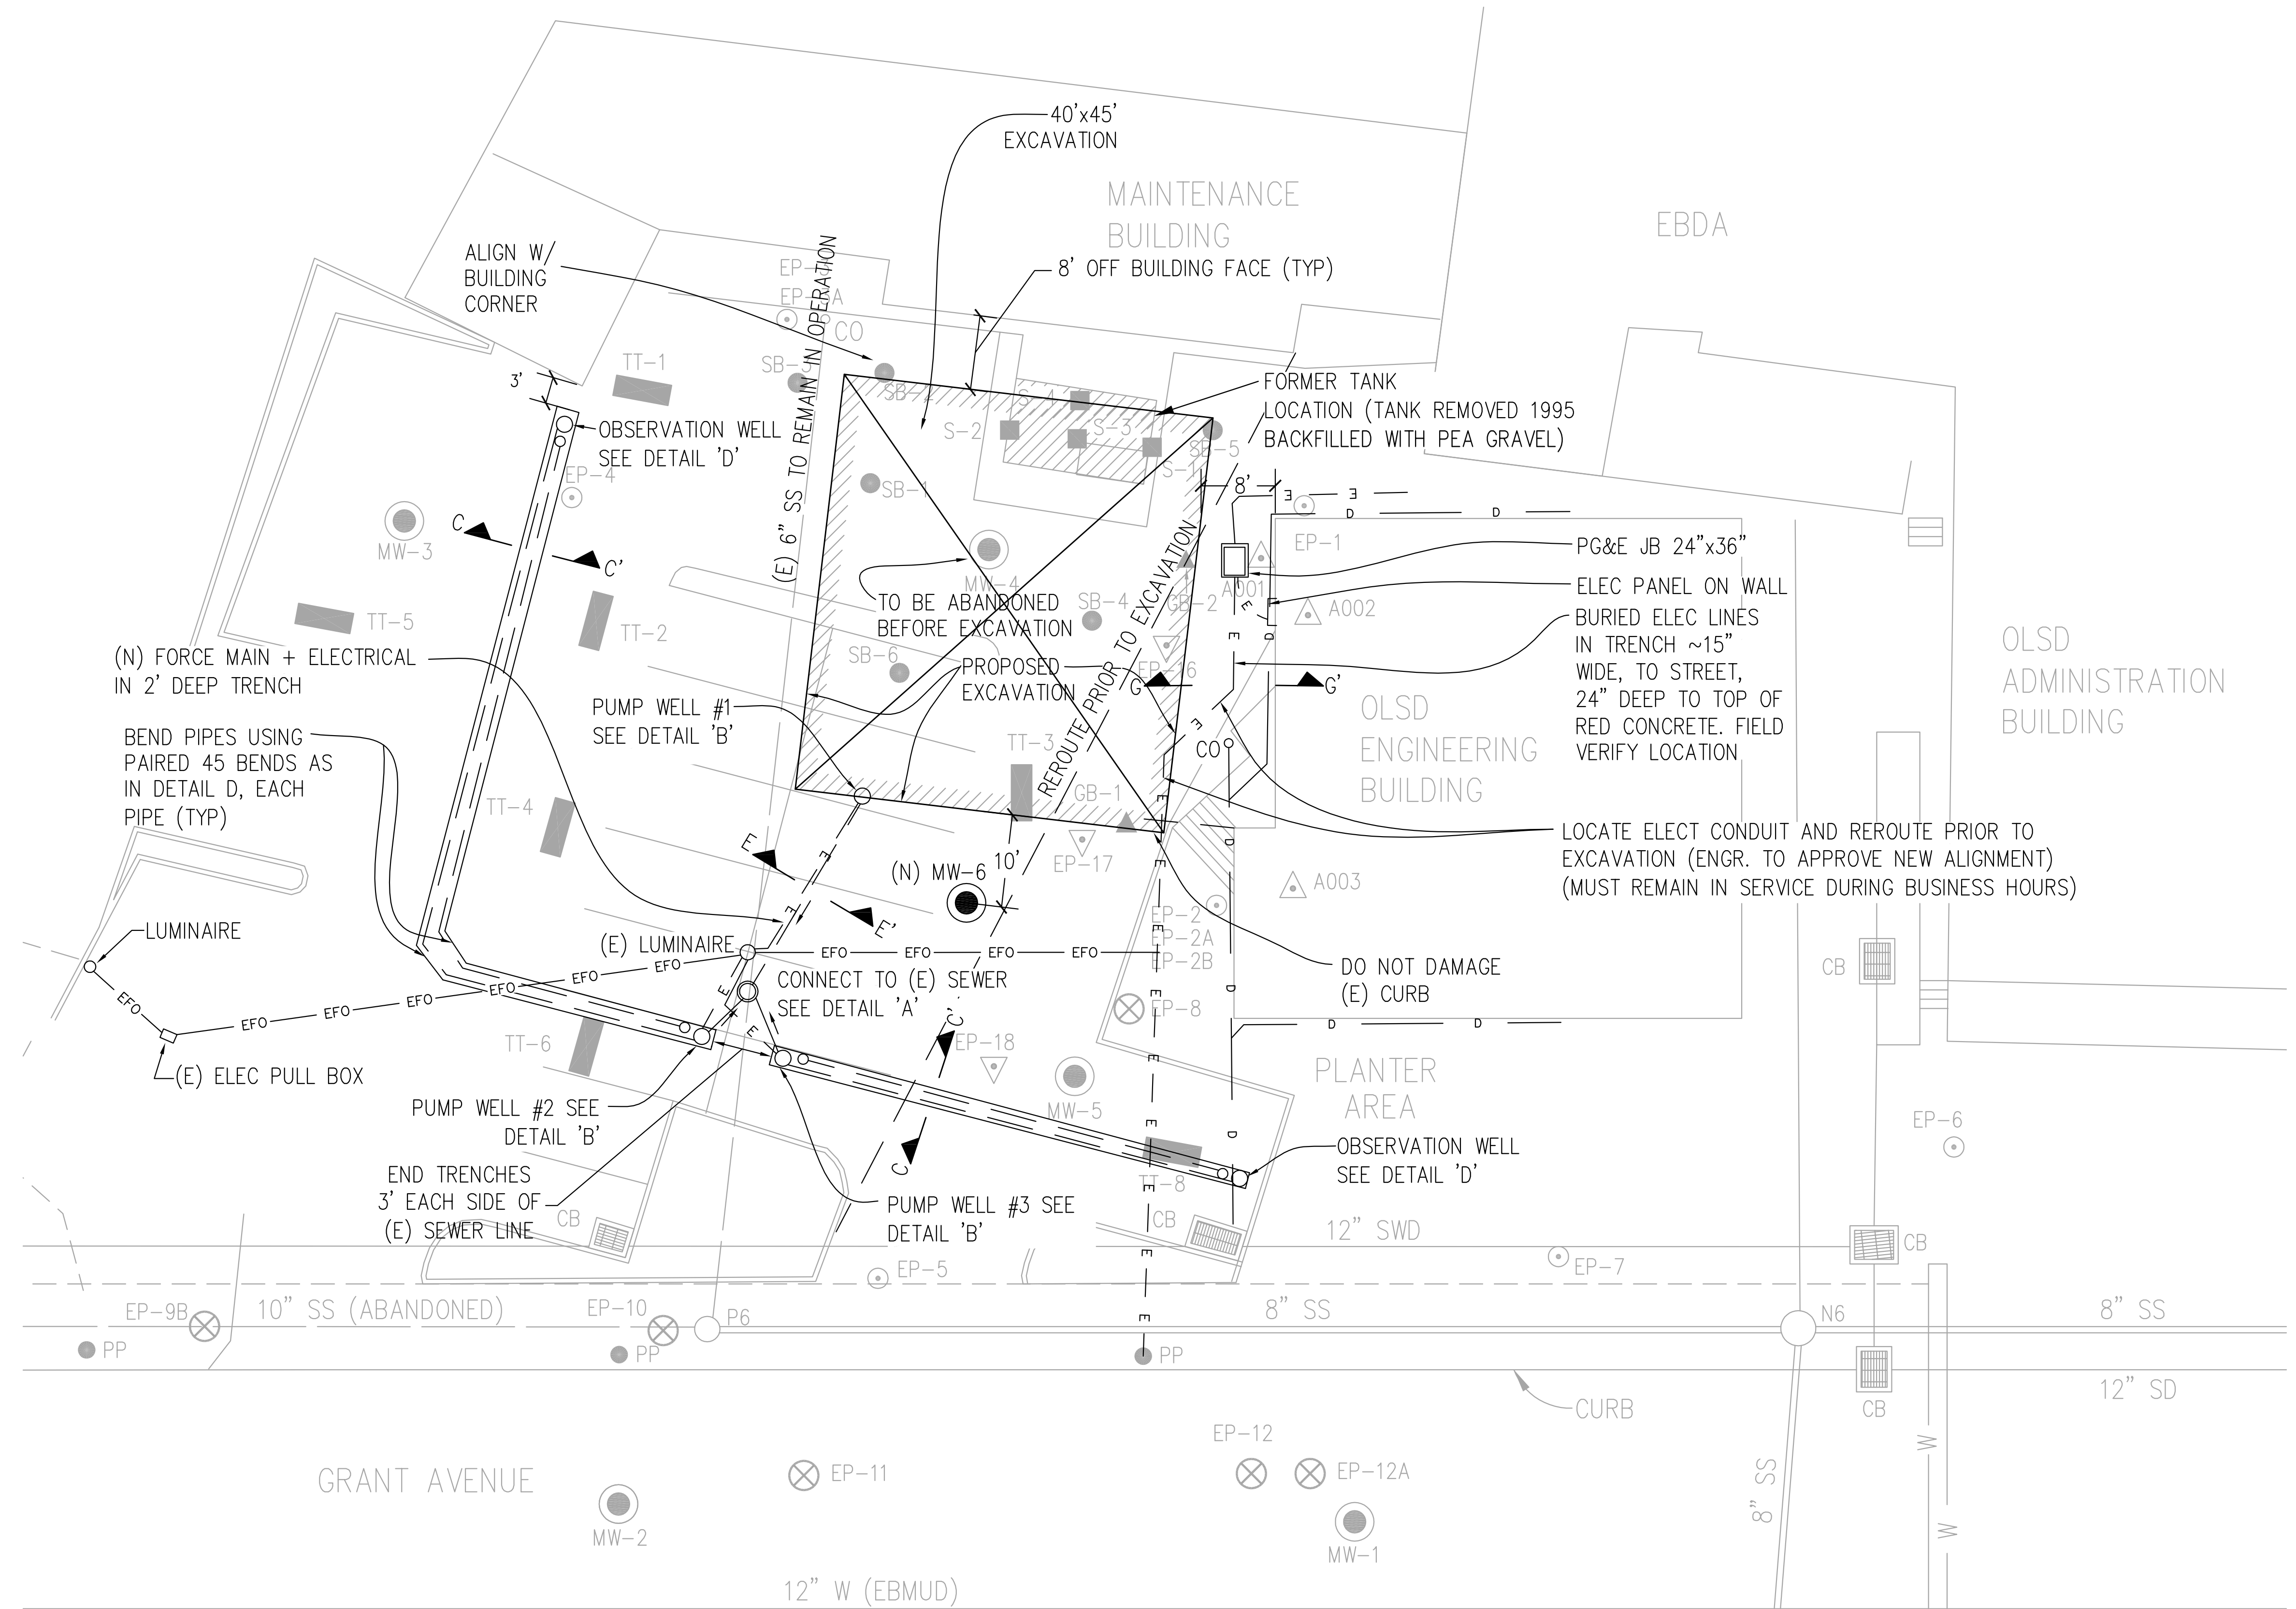 40'x45'
EXCAVATION
MAINTENANCE
BUILDING
EBDA
8' OFF BUILDING FACE (TYP)
ALIGN W/
BUILDING
CORNER
CO
(E) 6" SS TO REMAIN IN OPERATION
TT-1
3'
OBSERVATION WELL
SEE DETAIL 'D'
EP-4
MW-3
C
C'
TT-5
TT-2
SB-1
S-2
S-3
S-1
SB-5
FORMER TANK
LOCATION (TANK REMOVED 1995
BACKFILLED WITH PEA GRAVEL)
8'
E
E
D
D
EP-1
PG&E JB 24"x36"
ELEC PANEL ON WALL
BURIED ELEC LINES
IN TRENCH ~15"
WIDE, TO STREET,
24" DEEP TO TOP OF
RED CONCRETE. FIELD
VERIFY LOCATION
A001
A002
MW-4
TO BE ABANDONED
BEFORE EXCAVATION
SB-4
GB-2
SB-6
PROPOSED
EXCAVATION
EP-16
G
G'
REROUTE PRIOR TO EXCAVATION
OLSD
ENGINEERING
BUILDING
OLSD
ADMINISTRATION
BUILDING
(N) FORCE MAIN + ELECTRICAL
IN 2' DEEP TRENCH
BEND PIPES USING
PAIRED 45 BENDS AS
IN DETAIL D, EACH
PIPE (TYP)
PUMP WELL #1
SEE DETAIL 'B'
TT-3
GB-1
CO
TT-4
EP-17
10'
(N) MW-6
E
E'
LOCATE ELECT CONDUIT AND REROUTE PRIOR TO
EXCAVATION (ENGR. TO APPROVE NEW ALIGNMENT)
(MUST REMAIN IN SERVICE DURING BUSINESS HOURS)
A003
EP-2
EP-2A
EP-2B
LUMINAIRE
(E) LUMINAIRE
EFO
EFO
EFO
EFO
EFO
EFO
EFO
EFO
EFO
EFO
EFO
CONNECT TO (E) SEWER
SEE DETAIL 'A'
DO NOT DAMAGE
(E) CURB
CB
EP-8
(E) ELEC PULL BOX
TT-6
EP-18
C'
C
MW-5
PLANTER
AREA
D
D
PUMP WELL #2 SEE
DETAIL 'B'
EP-6
OBSERVATION WELL
SEE DETAIL 'D'
TT-8
END TRENCHES
3' EACH SIDE OF
(E) SEWER LINE
PUMP WELL #3 SEE
DETAIL 'B'
CB
CB
12" SWD
CB
EP-5
EP-7
EP-9B
10" SS (ABANDONED)
EP-10
P6
8" SS
N6
8" SS
PP
PP
PP
12" SD
CURB
CB
EP-12
EP-11
EP-12A
GRANT AVENUE
MW-2
MW-1
8" SS
W
W
12" W (EBMUD)